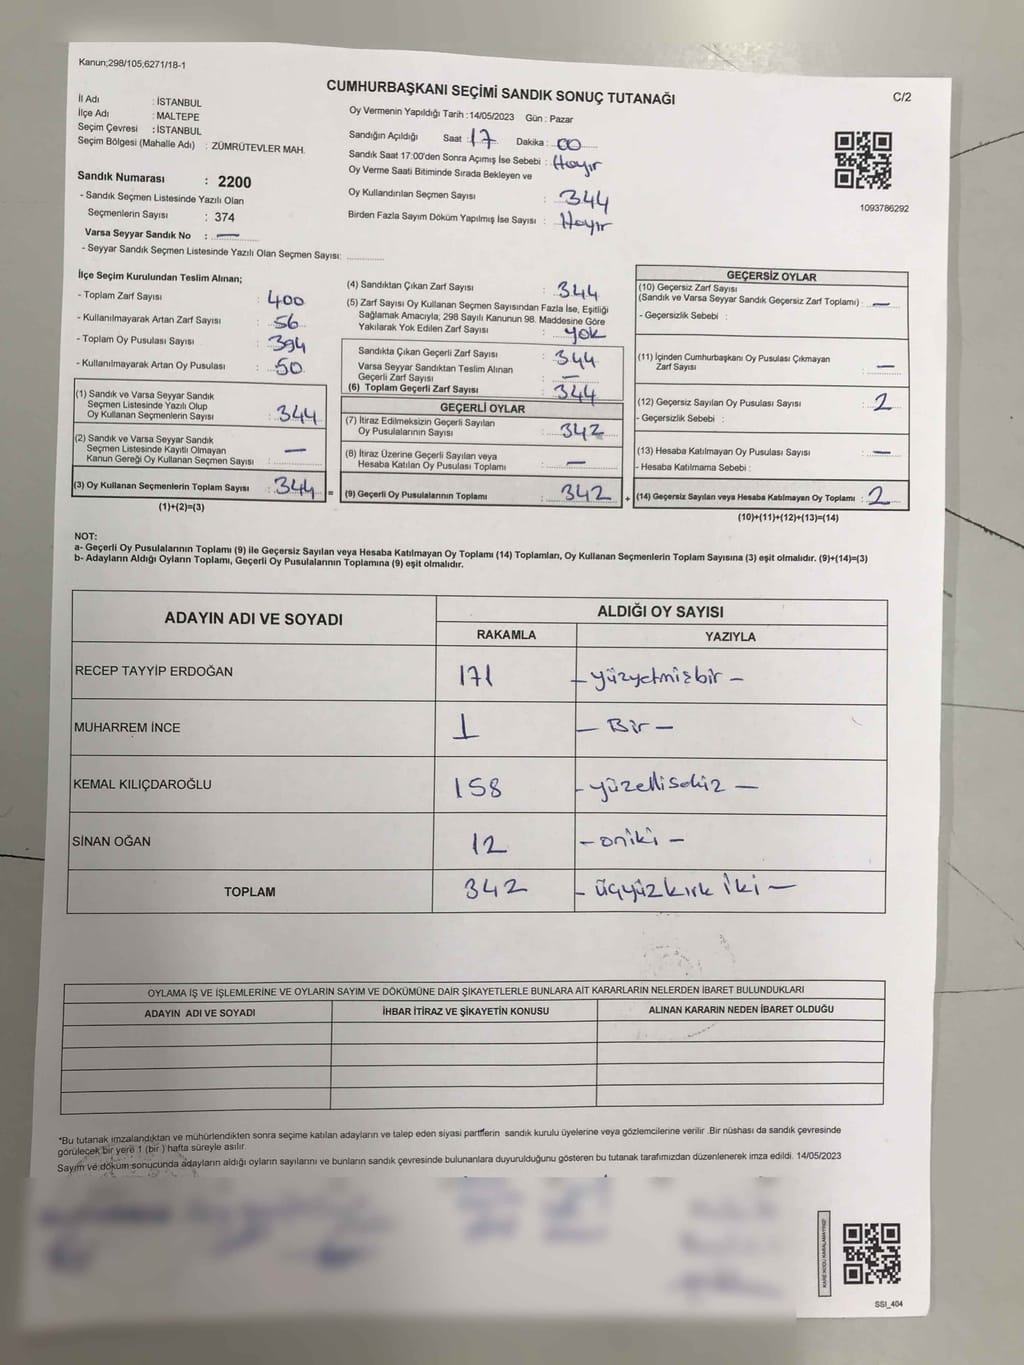 Kanun;298/105;6271/18-1
CUMHURBAŞKANI SEÇİMİ SANDIK SONUÇ TUTANAĞI
C/2
İl Adı : İSTANBUL
İlçe Adı : MALTEPE
Seçim Çevresi : İSTANBUL
Seçim Bölgesi (Mahalle Adı) : ZÜMRÜTEVLER MAH.
Sandık Numarası : 2200
- Sandık Seçmen Listesinde Yazılı Olan
Seçmenlerin Sayısı : 374
Varsa Seyyar Sandık No : —
- Seyyar Sandık Seçmen Listesinde Yazılı Olan Seçmen Sayısı:
Oy Vermenin Yapıldığı Tarih :14/05/2023 Gün : Pazar
Sandığın Açıldığı Saat : 17 Dakika : 00
Sandık Saat 17:00'den Sonra Açımış İse Sebebi : Hayır
Oy Verme Saati Bitiminde Sırada Bekleyen ve
Oy Kullandırılan Seçmen Sayısı : 344
Birden Fazla Sayım Döküm Yapılmış İse Sayısı : Hayır
1093786292
İlçe Seçim Kurulundan Teslim Alınan;
- Toplam Zarf Sayısı : 400
- Kullanılmayarak Artan Zarf Sayısı : 56
- Toplam Oy Pusulası Sayısı : 394
- Kullanılmayarak Artan Oy Pusulası : 50
(1) Sandık ve Varsa Seyyar Sandık
Seçmen Listesinde Yazılı Olup
Oy Kullanan Seçmenlerin Sayısı : 344
(2) Sandık ve Varsa Seyyar Sandık
Seçmen Listesinde Kayıtlı Olmayan
Kanun Gereği Oy Kullanan Seçmen Sayısı : —
(3) Oy Kullanan Seçmenlerin Toplam Sayısı : 344 =
(1)+(2)=(3)
(4) Sandıktan Çıkan Zarf Sayısı : 344
(5) Zarf Sayısı Oy Kullanan Seçmen Sayısından Fazla İse, Eşitliği
Sağlamak Amacıyla, 298 Sayılı Kanunun 98. Maddesine Göre
Yakılarak Yok Edilen Zarf Sayısı : yok
Sandıkta Çıkan Geçerli Zarf Sayısı : 344
Varsa Seyyar Sandıktan Teslim Alınan
Geçerli Zarf Sayısı : —
(6) Toplam Geçerli Zarf Sayısı : 344
GEÇERLİ OYLAR
(7) İtiraz Edilmeksizin Geçerli Sayılan
Oy Pusulalarının Sayısı : 342
(8) İtiraz Üzerine Geçerli Sayılan veya
Hesaba Katılan Oy Pusulası Toplamı : —
(9) Geçerli Oy Pusulalarının Toplamı : 342 +
GEÇERSİZ OYLAR
(10) Geçersiz Zarf Sayısı
(Sandık ve Varsa Seyyar Sandık Geçersiz Zarf Toplamı) : —
- Geçersizlik Sebebi :
(11) İçinden Cumhurbaşkanı Oy Pusulası Çıkmayan
Zarf Sayısı : —
(12) Geçersiz Sayılan Oy Pusulası Sayısı : 2
- Geçersizlik Sebebi :
(13) Hesaba Katılmayan Oy Pusulası Sayısı : —
- Hesaba Katılmama Sebebi :
(14) Geçersiz Sayılan veya Hesaba Katılmayan Oy Toplamı : 2
(10)+(11)+(12)+(13)=(14)
NOT:
a- Geçerli Oy Pusulalarının Toplamı (9) ile Geçersiz Sayılan veya Hesaba Katılmayan Oy Toplamı (14) Toplamları, Oy Kullanan Seçmenlerin Toplam Sayısına (3) eşit olmalıdır. (9)+(14)=(3)
b- Adayların Aldığı Oyların Toplamı, Geçerli Oy Pusulalarının Toplamına (9) eşit olmalıdır.
ADAYIN ADI VE SOYADI ALDIĞI OY SAYISI
RAKAMLA YAZIYLA
RECEP TAYYİP ERDOĞAN 171 — yüzyetmişbir —
MUHARREM İNCE 1 — Bir —
KEMAL KILIÇDAROĞLU 158 — yüzellisekiz —
SİNAN OĞAN 12 — oniki —
TOPLAM 342 — üçyüzkırk iki —
OYLAMA İŞ VE İŞLEMLERİNE VE OYLARIN SAYIM VE DÖKÜMÜNE DAİR ŞİKAYETLERLE BUNLARA AİT KARARLARIN NELERDEN İBARET BULUNDUKLARI
ADAYIN ADI VE SOYADI İHBAR İTİRAZ VE ŞİKAYETİN KONUSU ALINAN KARARIN NEDEN İBARET OLDUĞU
*Bu tutanak imzalandıktan ve mühürlendikten sonra seçime katılan adayların ve talep eden siyasi partilerin sandık kurulu üyelerine veya gözlemcilerine verilir .Bir nüshası da sandık çevresinde
görülecek bir yere 1 (bir ) hafta süreyle asılır.
Sayım ve döküm sonucunda adayların aldığı oyların sayılarını ve bunların sandık çevresinde bulunanlara duyurulduğunu gösteren bu tutanak tarafımızdan düzenlenerek imza edildi. 14/05/2023
KARE KODU KARALAMAYINIZ!
SSI_404